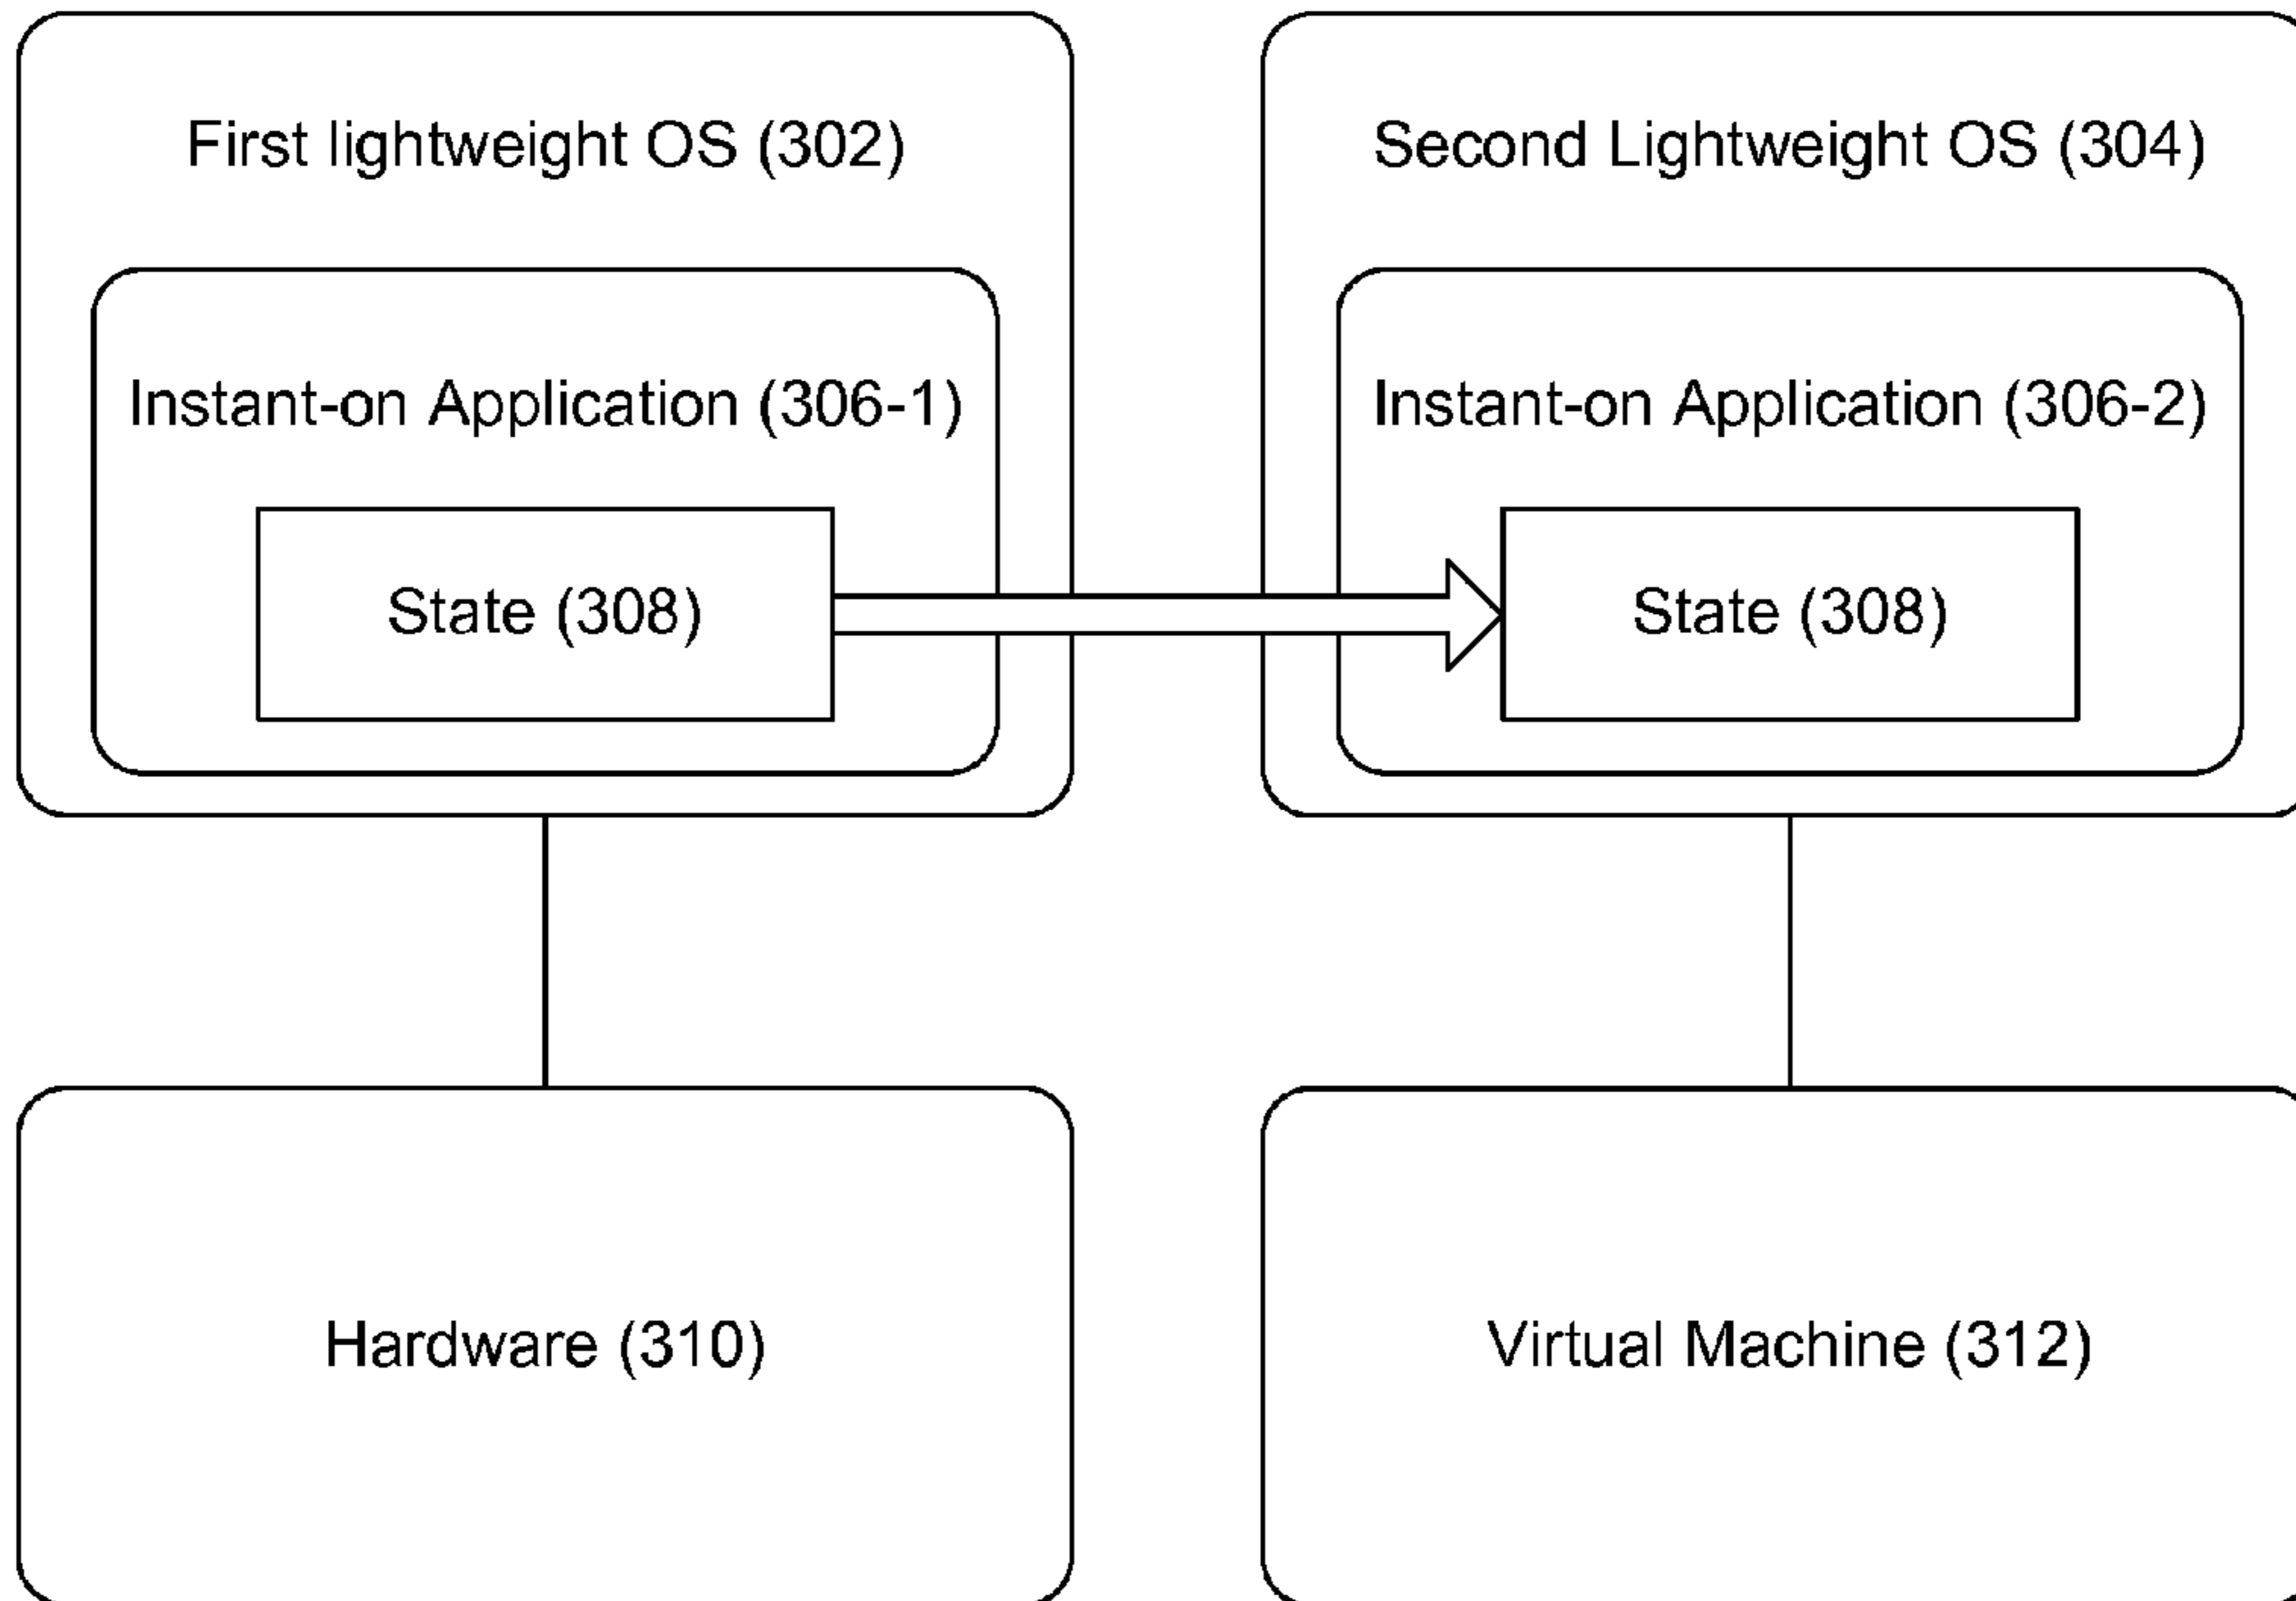 First lightweight OS (302)
Second Lightweight OS (304)
Instant-on Application (306-1)
Instant-on Application (306-2)
State (308)
State (308)
Hardware (310)
Virtual Machine (312)